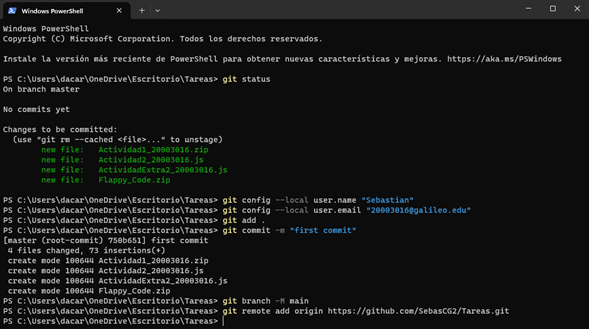 Windows PowerShell
Windows PowerShell
Copyright (C) Microsoft Corporation. Todos los derechos reservados.
Instale la versión más reciente de PowerShell para obtener nuevas características y mejoras. https://aka.ms/PSWindows
PS C:\Users\dacar\OneDrive\Escritorio\Tareas> git status
On branch master
No commits yet
Changes to be committed:
  (use "git rm --cached <file>..." to unstage)
        new file:   Actividad1_20003016.zip
        new file:   Actividad2_20003016.js
        new file:   ActividadExtra2_20003016.js
        new file:   Flappy_Code.zip
PS C:\Users\dacar\OneDrive\Escritorio\Tareas> git config --local user.name "Sebastian"
PS C:\Users\dacar\OneDrive\Escritorio\Tareas> git config --local user.email "20003016@galileo.edu"
PS C:\Users\dacar\OneDrive\Escritorio\Tareas> git add .
PS C:\Users\dacar\OneDrive\Escritorio\Tareas> git commit -m "first commit"
[master (root-commit) 750b651] first commit
 4 files changed, 73 insertions(+)
 create mode 100644 Actividad1_20003016.zip
 create mode 100644 Actividad2_20003016.js
 create mode 100644 ActividadExtra2_20003016.js
 create mode 100644 Flappy_Code.zip
PS C:\Users\dacar\OneDrive\Escritorio\Tareas> git branch -M main
PS C:\Users\dacar\OneDrive\Escritorio\Tareas> git remote add origin https://github.com/SebasCG2/Tareas.git
PS C:\Users\dacar\OneDrive\Escritorio\Tareas>